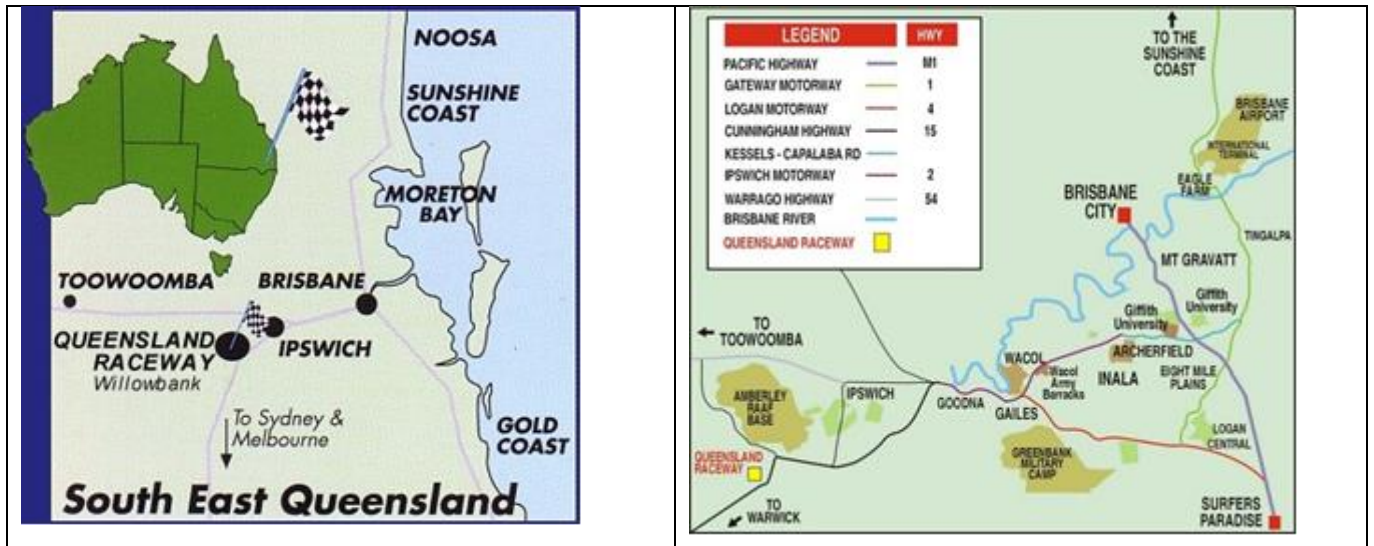 NOOSA
SUNSHINE
COAST
MORETON
BAY
TOOWOOMBA
BRISBANE
QUEENSLAND
RACEWAY
Willowbank
IPSWICH
To Sydney &
Melbourne
GOLD
COAST
South East Queensland
LEGEND HWY
PACIFIC HIGHWAY M1
GATEWAY MOTORWAY 1
LOGAN MOTORWAY 4
CUNNINGHAM HIGHWAY 15
KESSELS - CAPALABA RD
IPSWICH MOTORWAY 2
WARRAGO HIGHWAY 54
BRISBANE RIVER
QUEENSLAND RACEWAY
TO THE
SUNSHINE
COAST
BRISBANE
AIRPORT
INTERNATIONAL
TERMINAL
EAGLE
FARM
BRISBANE
CITY
TINGALPA
MT GRAVATT
Griffith
University
Griffith
University
TO
TOOWOOMBA
WACOL
Wacol
Army
Barracks
ARCHERFIELD
INALA
EIGHT MILE
PLAINS
AMBERLEY
RAAF
BASE
IPSWICH
GOODNA
GAILES
LOGAN
CENTRAL
QUEENSLAND
RACEWAY
GREENBANK
MILITARY
CAMP
TO
WARWICK
SURFERS
PARADISE